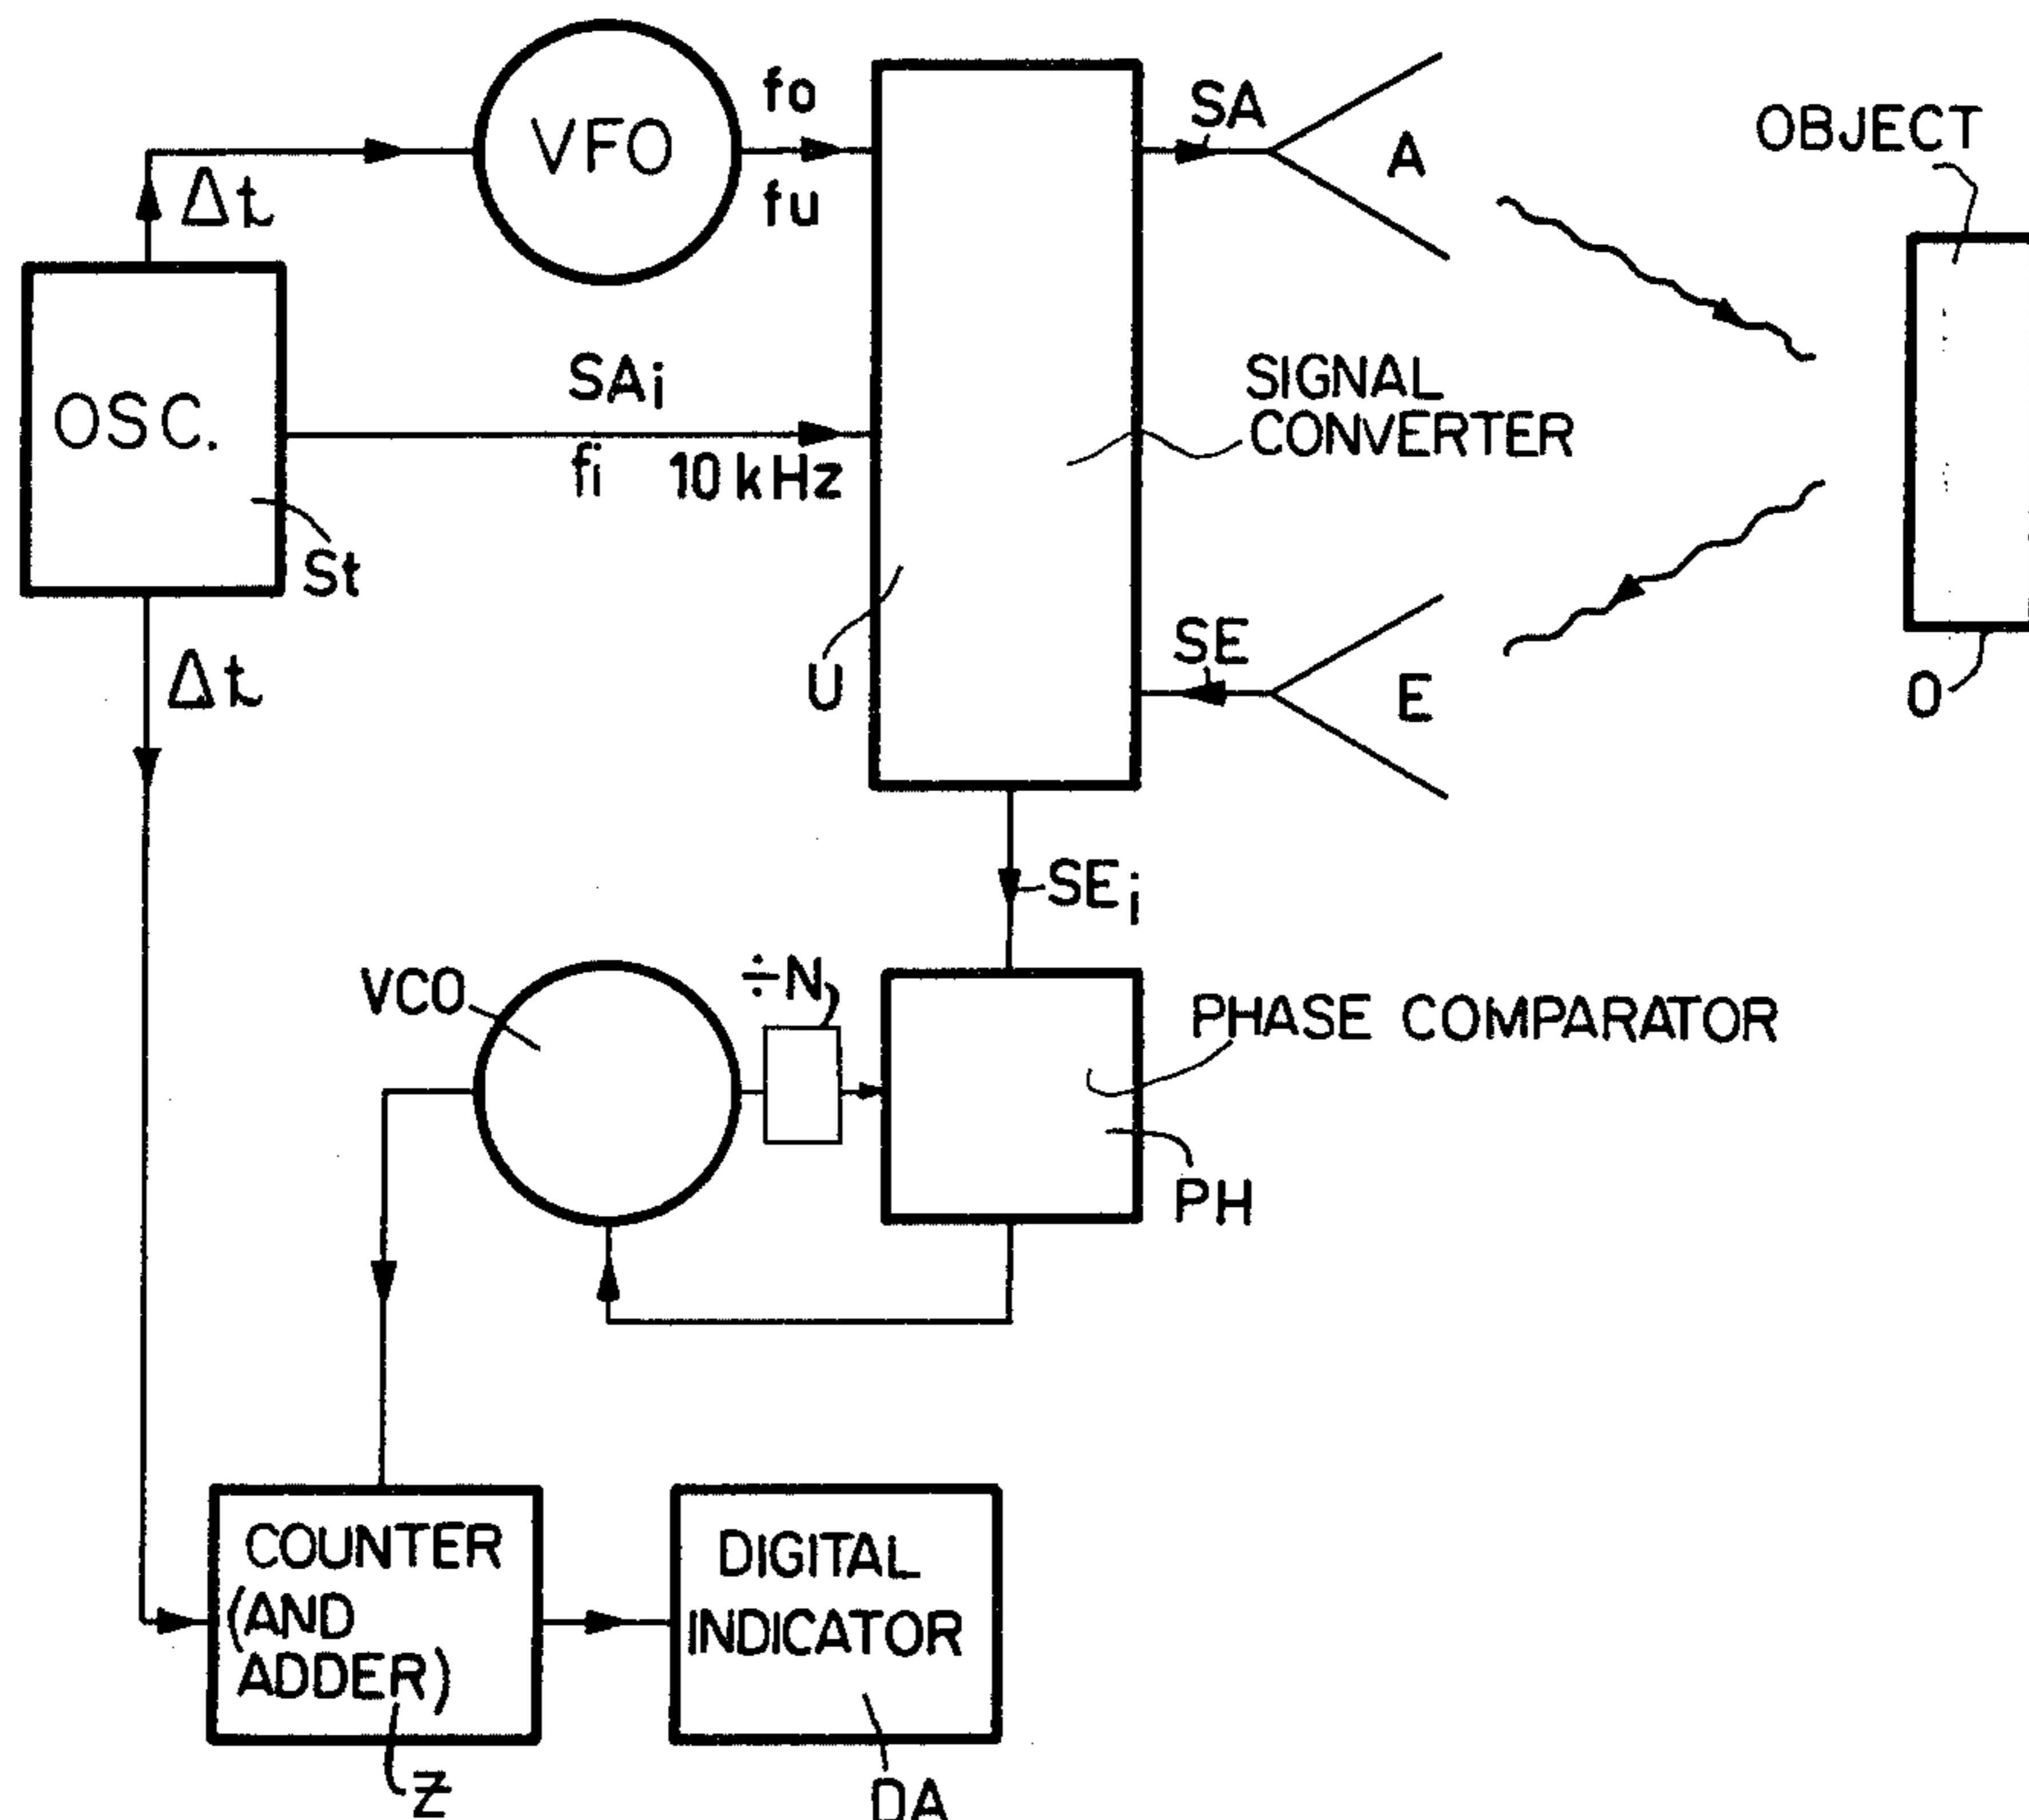 fo
VFO
SA
A
OBJECT
fu
Δt
SAi
OSC.
SIGNAL
CONVERTER
fi 10 kHz
St
SE
Δt
U
E
O
SEi
VCO
÷N
PHASE COMPARATOR
PH
COUNTER
(AND
ADDER)
DIGITAL
INDICATOR
Z
DA